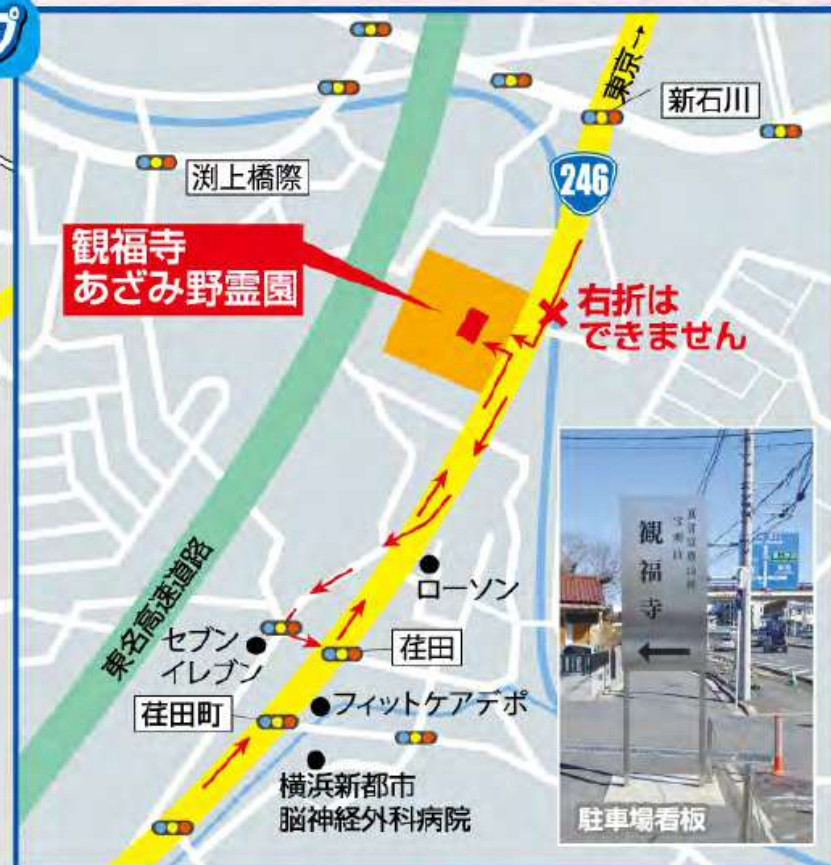 プ
東京→
新石川
渕上橋際
246
観福寺
あざみ野霊園
右折は
できません
東名高速道路
ローソン
セブン
イレブン
荏田
荏田町
フィットケアデポ
横浜新都市
脳神経外科病院
観福寺
←
駐車場看板